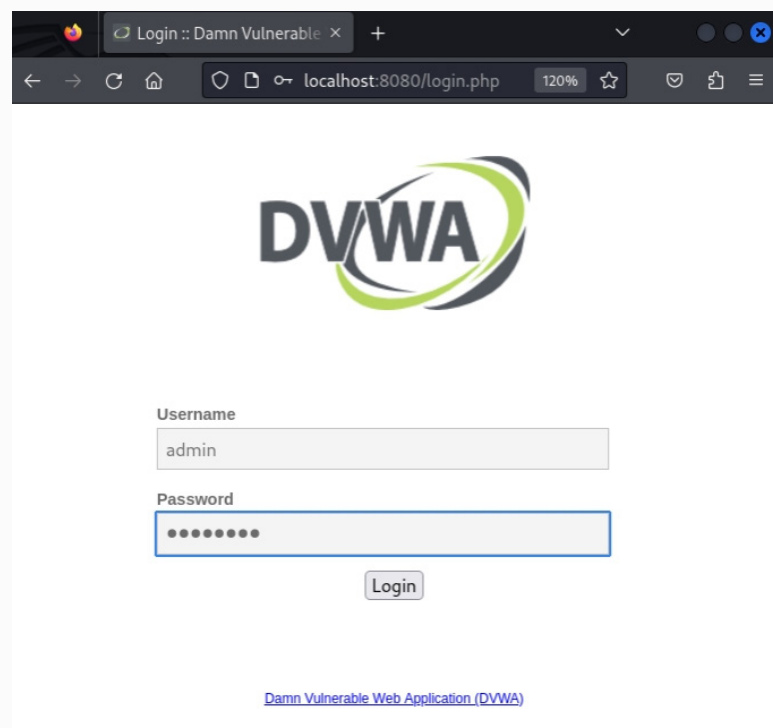 Login :: Damn Vulnerable
localhost:8080/login.php 120%
DVWA
Username
admin
Password
Login
Damn Vulnerable Web Application (DVWA)